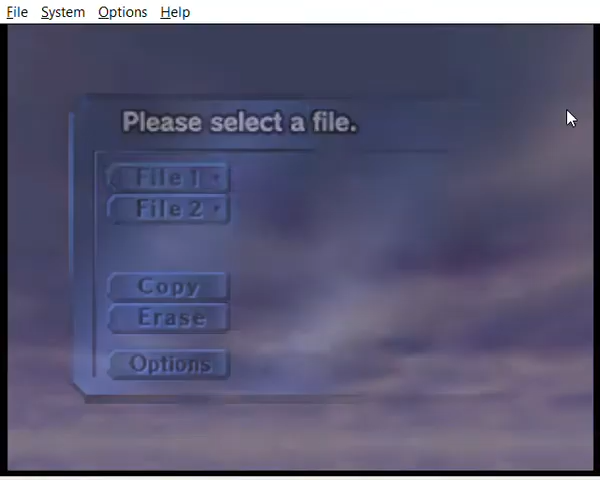 File System Options Help
Please select a file.
File 1
File 2
Copy
Erase
Options